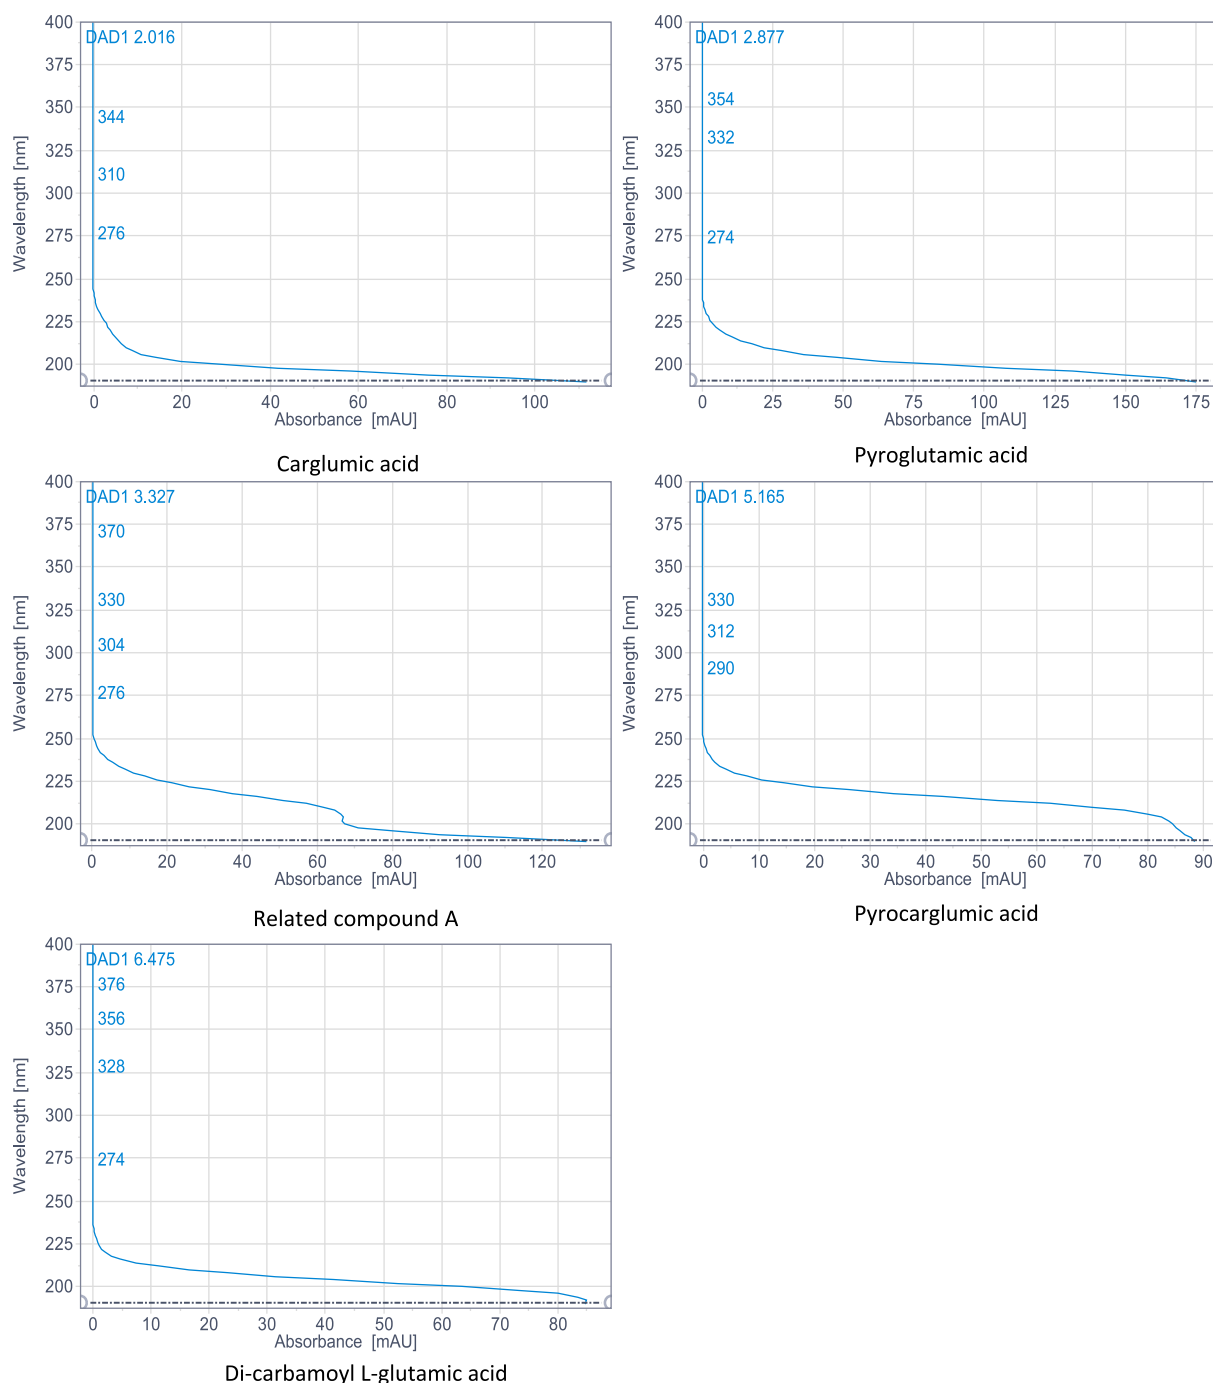 DAD1 2.016
400
375
350
325
300
275
250
225
200
344
310
276
Wavelength [nm]
0 20 40 60 80 100
Absorbance [mAU]
Carglumic acid
DAD1 2.877
400
375
350
325
300
275
250
225
200
354
332
274
Wavelength [nm]
0 25 50 75 100 125 150 175
Absorbance [mAU]
Pyroglutamic acid
DAD1 3.327
400
375
350
325
300
275
250
225
200
370
330
304
276
Wavelength [nm]
0 20 40 60 80 100 120
Absorbance [mAU]
Related compound A
DAD1 5.165
400
375
350
325
300
275
250
225
200
330
312
290
Wavelength [nm]
0 10 20 30 40 50 60 70 80 90
Absorbance [mAU]
Pyrocarglumic acid
DAD1 6.475
400
375
350
325
300
275
250
225
200
376
356
328
274
Wavelength [nm]
0 10 20 30 40 50 60 70 80
Absorbance [mAU]
Di-carbamoyl L-glutamic acid